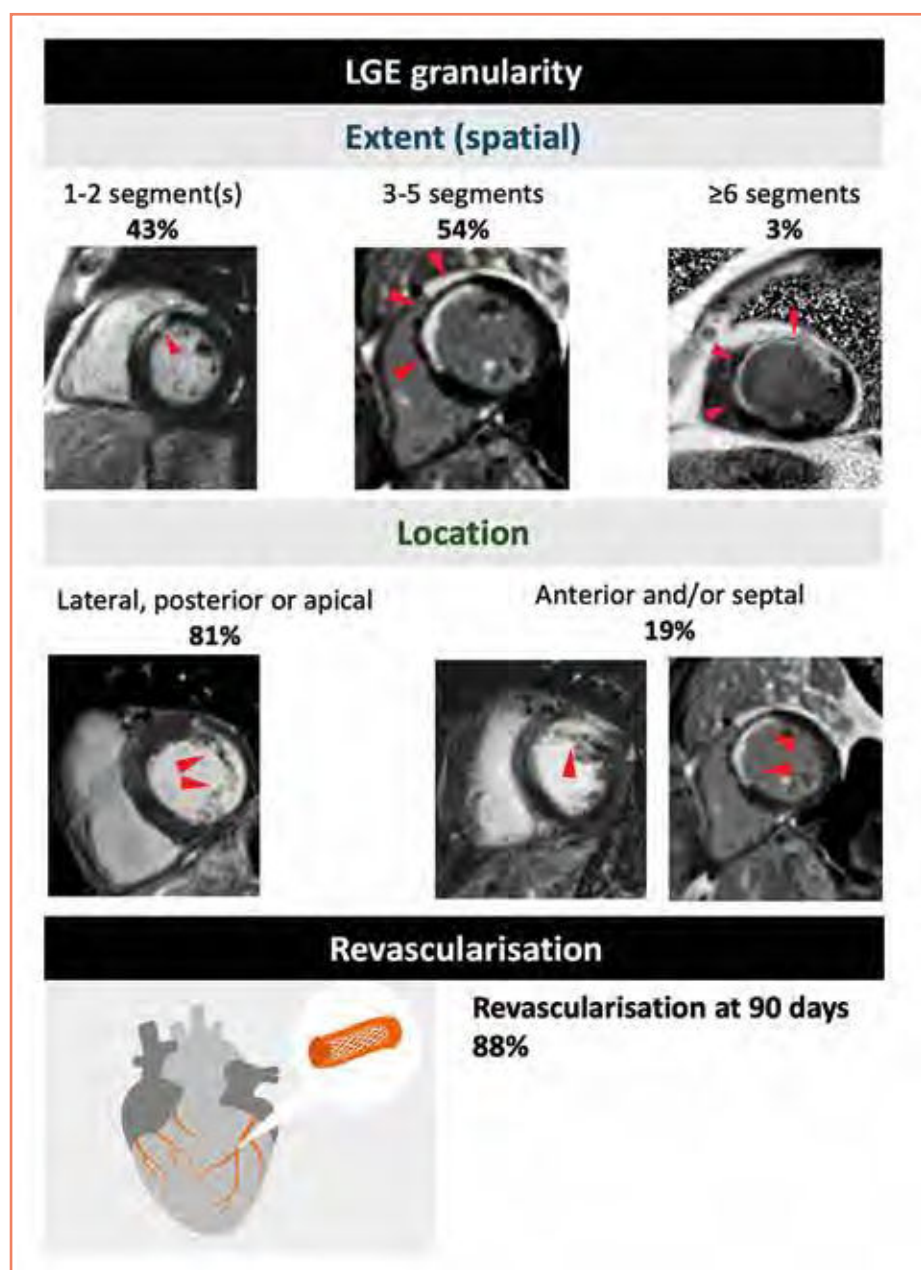 LGE granularity
Extent (spatial)
1-2 segment(s)
43%
3-5 segments
54%
≥6 segments
3%
Location
Lateral, posterior or apical
81%
Anterior and/or septal
19%
Revascularisation
Revascularisation at 90 days
88%